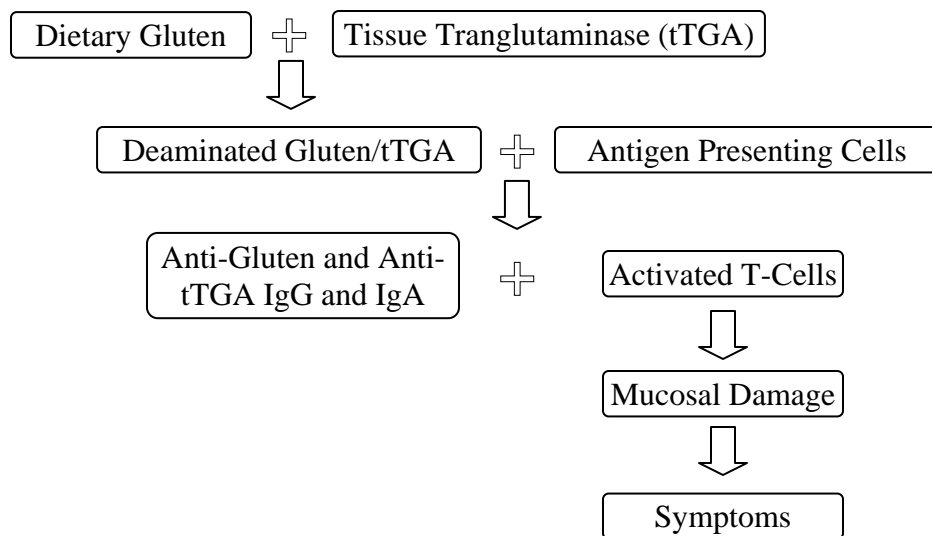 Dietary Gluten
Tissue Tranglutaminase (tTGA)
Deaminated Gluten/tTGA
Antigen Presenting Cells
Anti-Gluten and Anti-
tTGA IgG and IgA
Activated T-Cells
Mucosal Damage
Symptoms